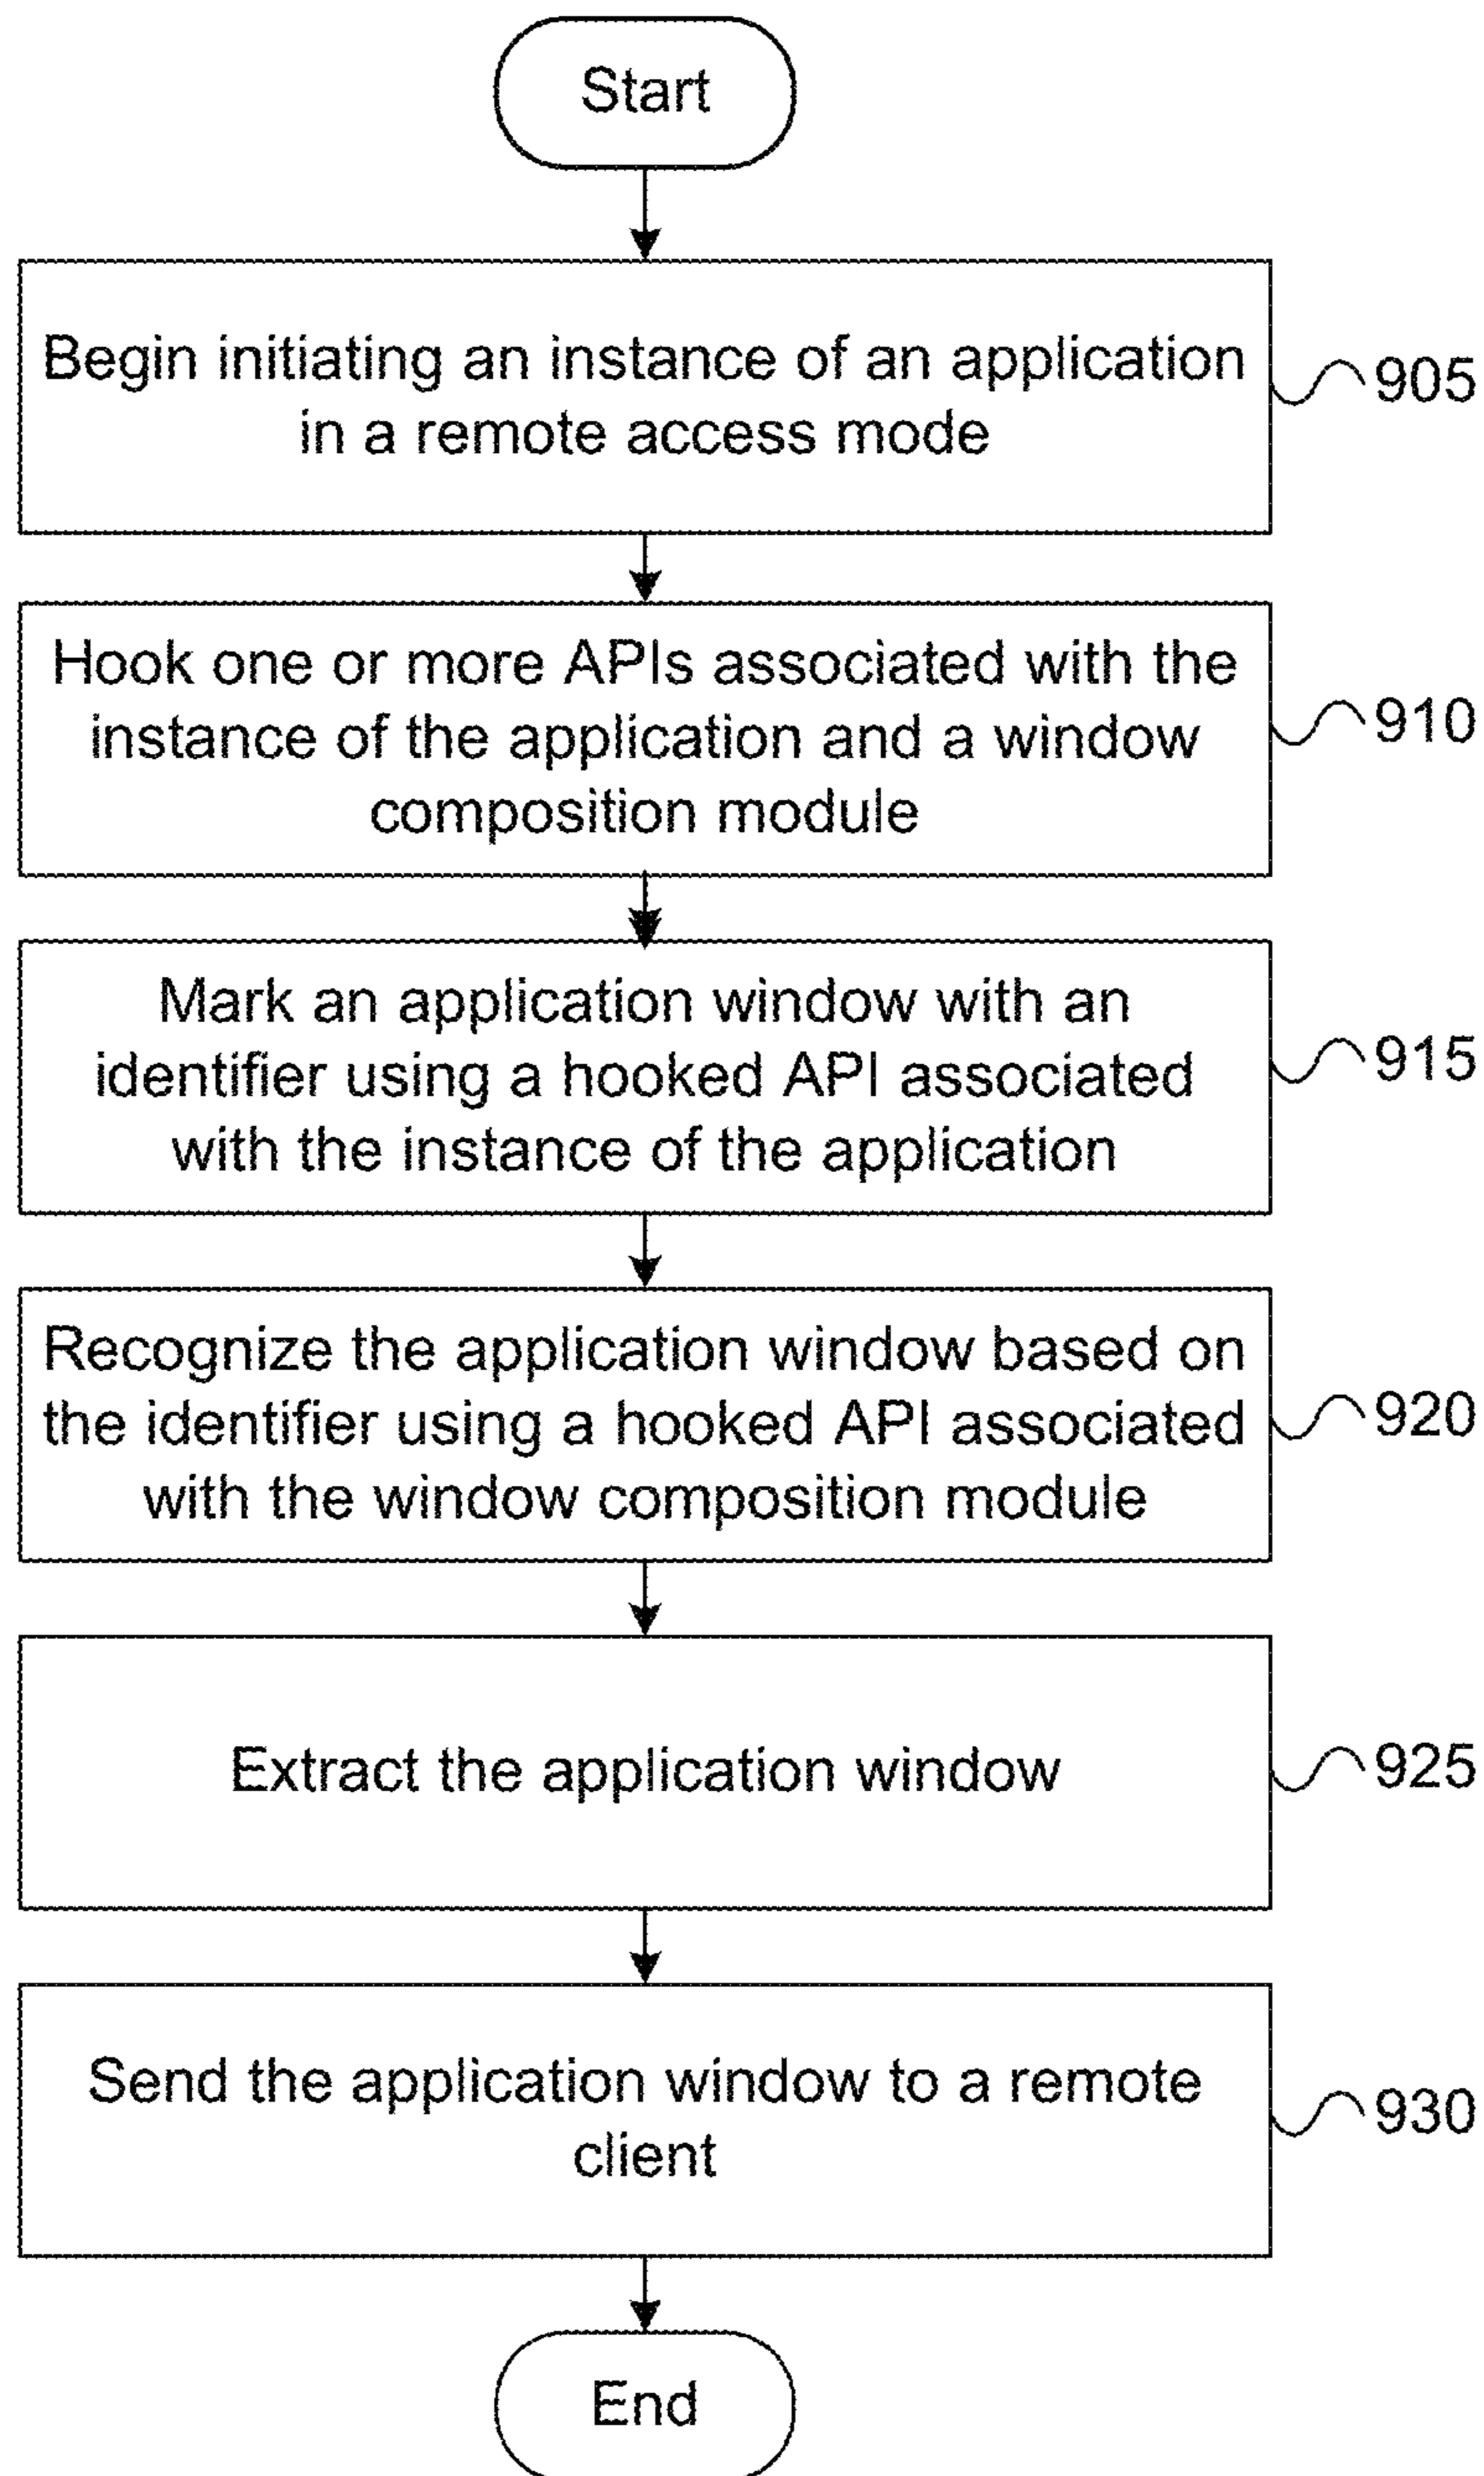 Start
Begin initiating an instance of an application
in a remote access mode
905
Hook one or more APIs associated with the
instance of the application and a window
composition module
910
Mark an application window with an
identifier using a hooked API associated
with the instance of the application
915
Recognize the application window based on
the identifier using a hooked API associated
with the window composition module
920
Extract the application window
925
Send the application window to a remote
client
930
End